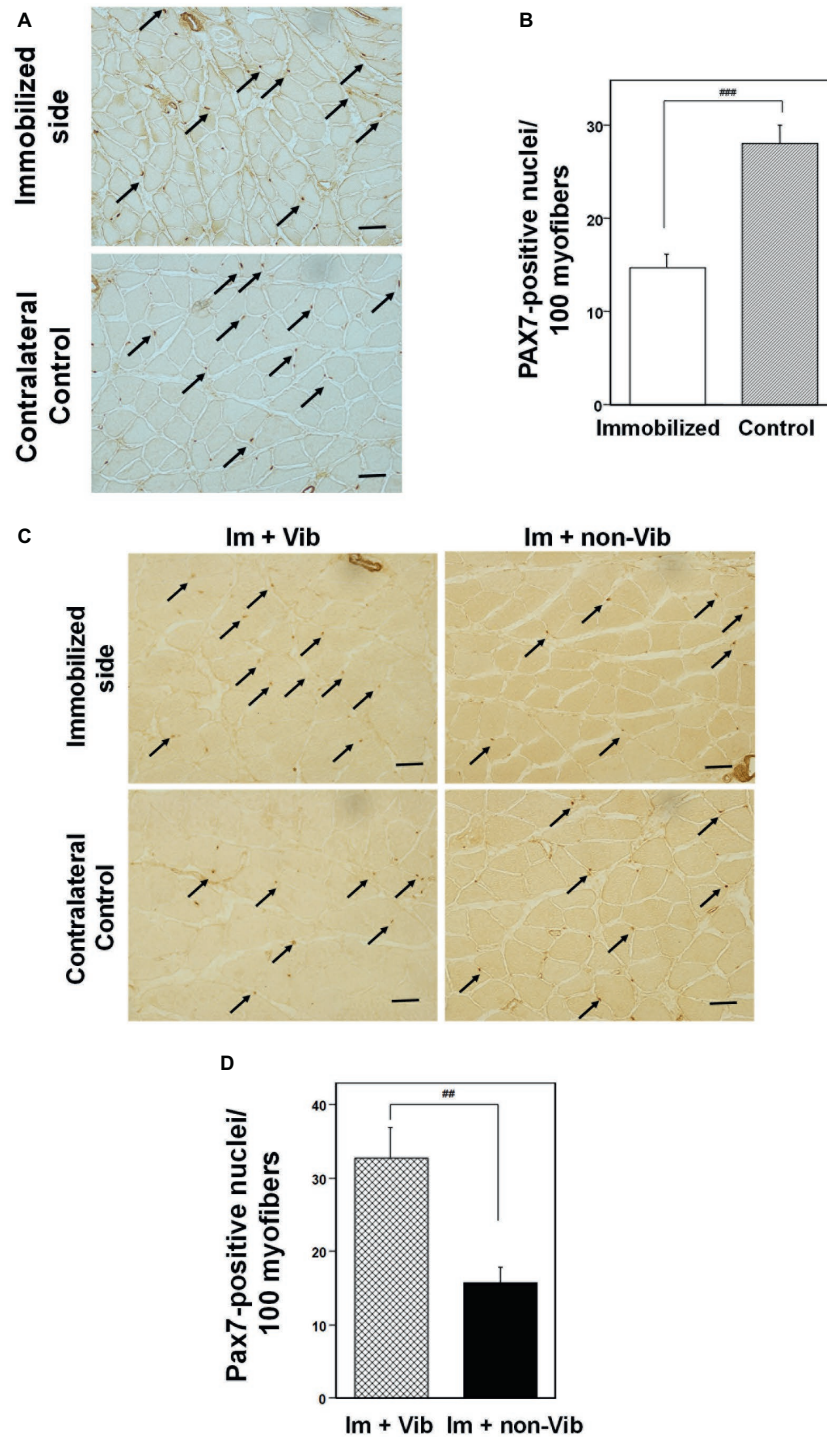 A
Immobilized
side
Contralateral
Control
B
PAX7-positive nuclei/
100 myofibers
###
30
20
10
0
Immobilized Control
C
Im + Vib Im + non-Vib
Immobilized
side
Contralateral
Control
D
Pax7-positive nuclei/
100 myofibers
##
40
30
20
10
0
Im + Vib Im + non-Vib